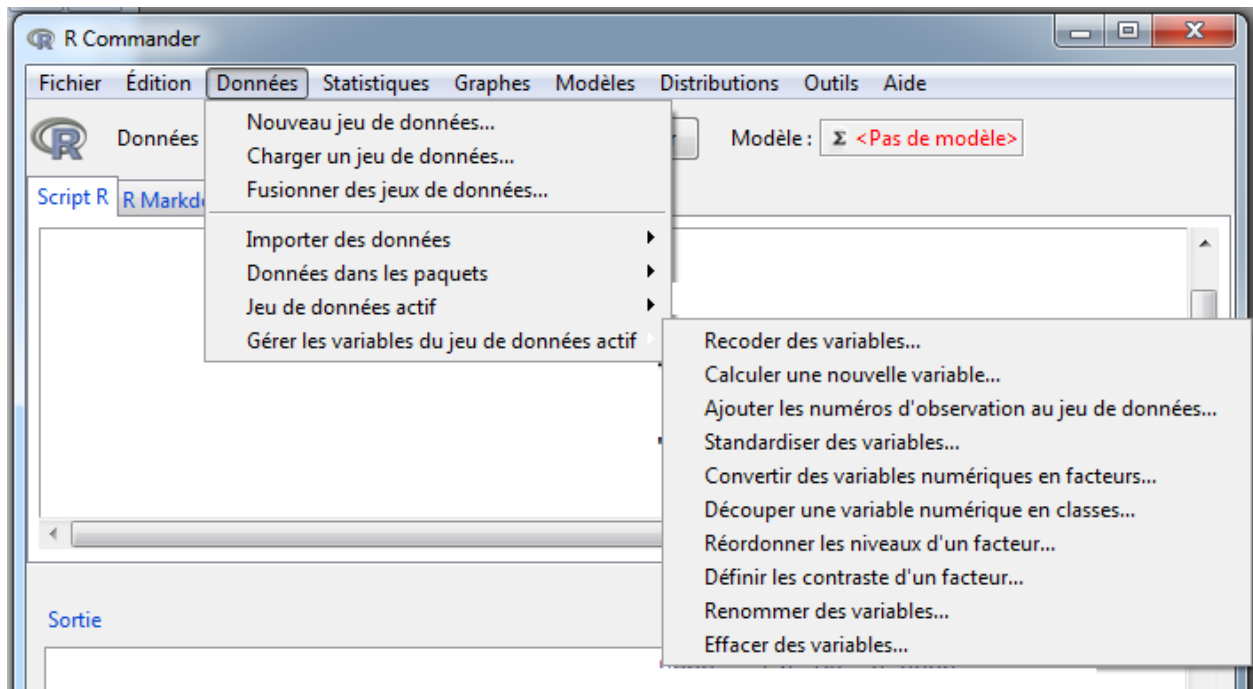 R Commander
Fichier Édition Données Statistiques Graphes Modèles Distributions Outils Aide
Données
Modèle : Σ <Pas de modèle>
Nouveau jeu de données...
Charger un jeu de données...
Fusionner des jeux de données...
Importer des données
Données dans les paquets
Jeu de données actif
Gérer les variables du jeu de données actif
Script R R Markd
Recoder des variables...
Calculer une nouvelle variable...
Ajouter les numéros d'observation au jeu de données...
Standardiser des variables...
Convertir des variables numériques en facteurs...
Découper une variable numérique en classes...
Réordonner les niveaux d'un facteur...
Définir les contraste d'un facteur...
Renommer des variables...
Effacer des variables...
Sortie